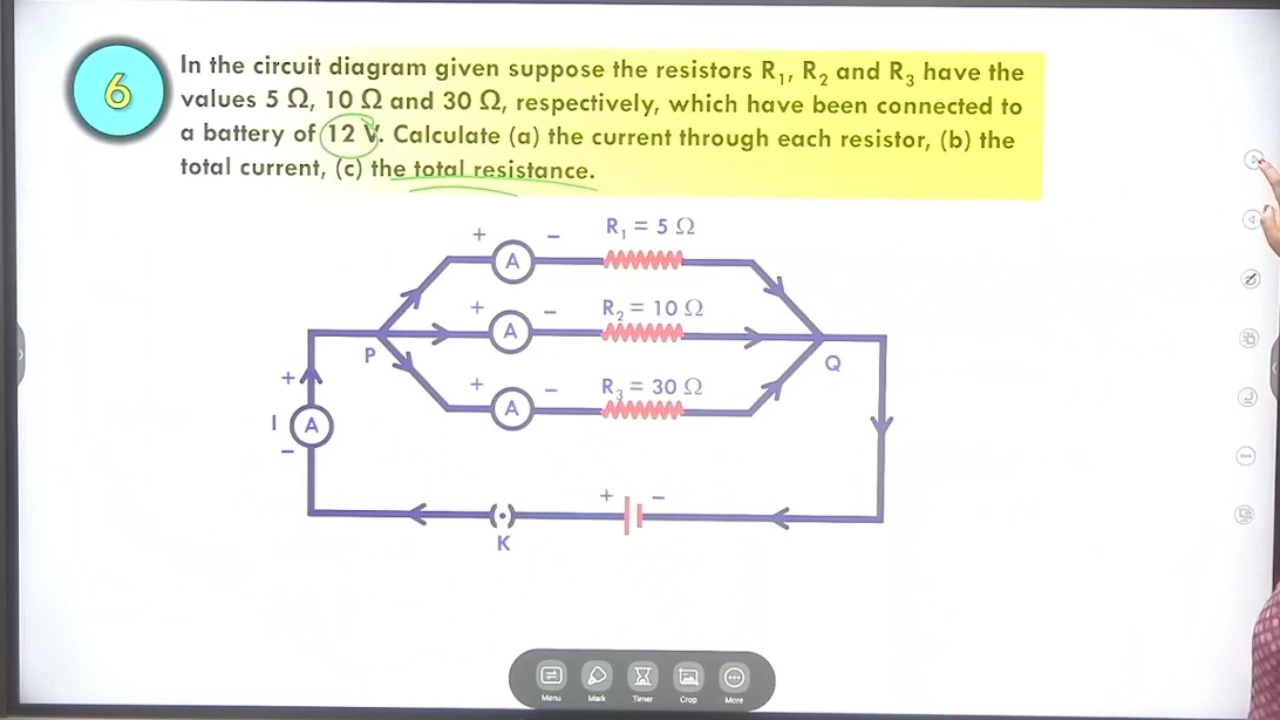 6
In the circuit diagram given suppose the resistors R₁, R₂ and R₃ have the
values 5 Ω, 10 Ω and 30 Ω, respectively, which have been connected to
a battery of 12 V. Calculate (a) the current through each resistor, (b) the
total current, (c) the total resistance.
R₁ = 5 Ω
+ A −
R₂ = 10 Ω
+ A −
P
Q
R₃ = 30 Ω
+ A −
+
I A
−
+ −
K
Menu Mark Timer Crop More